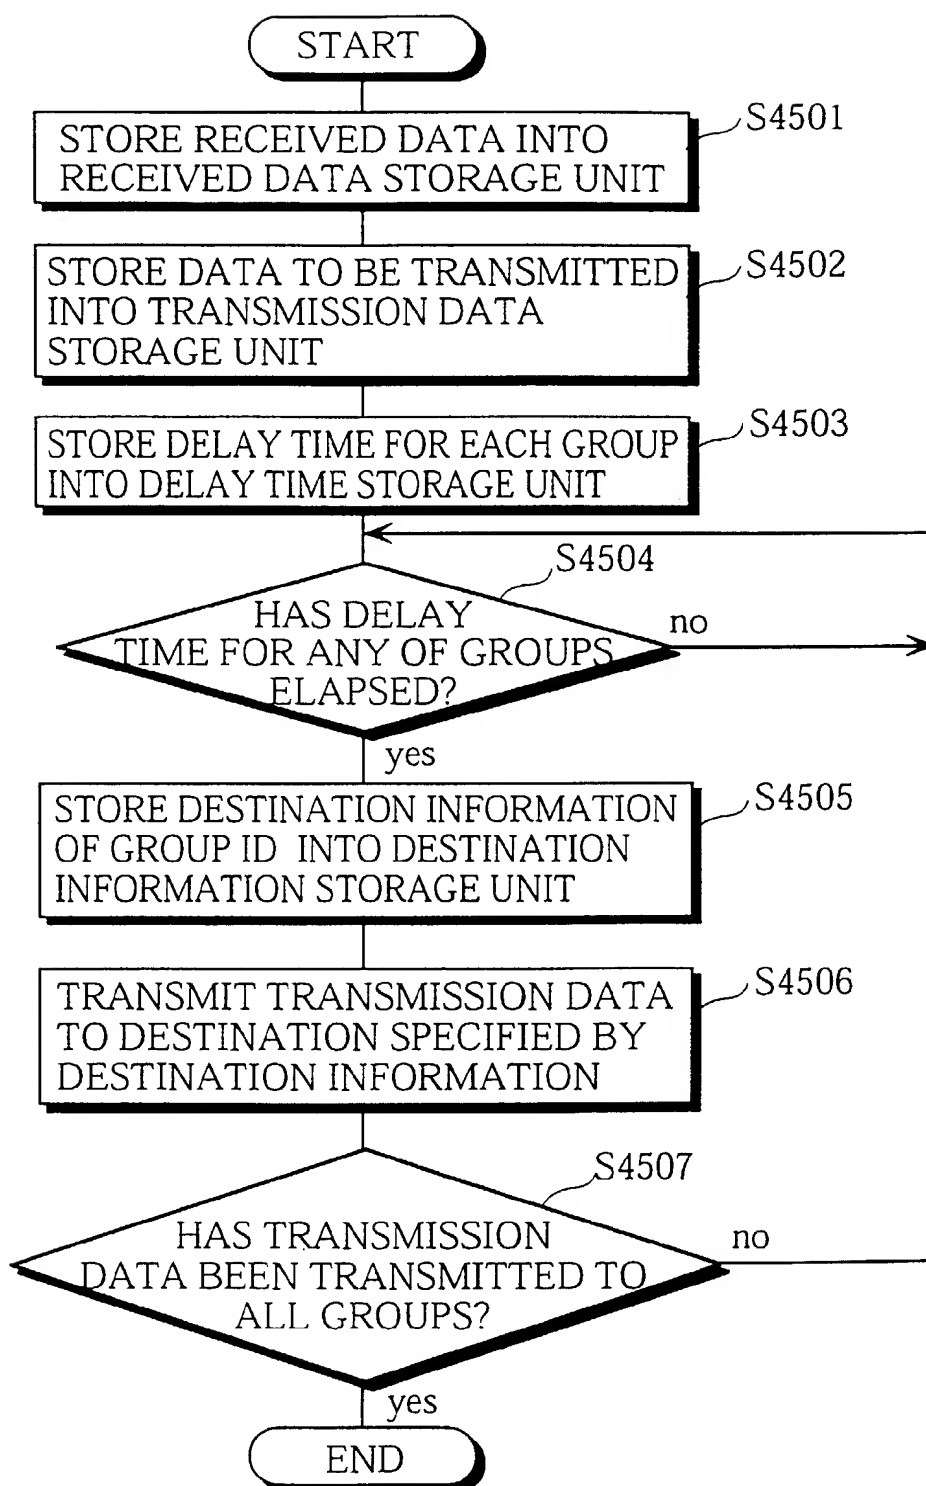 START
S4501
STORE RECEIVED DATA INTO
RECEIVED DATA STORAGE UNIT
S4502
STORE DATA TO BE TRANSMITTED
INTO TRANSMISSION DATA
STORAGE UNIT
S4503
STORE DELAY TIME FOR EACH GROUP
INTO DELAY TIME STORAGE UNIT
S4504
HAS DELAY
TIME FOR ANY OF GROUPS
ELAPSED?
no
yes
S4505
STORE DESTINATION INFORMATION
OF GROUP ID INTO DESTINATION
INFORMATION STORAGE UNIT
S4506
TRANSMIT TRANSMISSION DATA
TO DESTINATION SPECIFIED BY
DESTINATION INFORMATION
S4507
HAS TRANSMISSION
DATA BEEN TRANSMITTED TO
ALL GROUPS?
no
yes
END